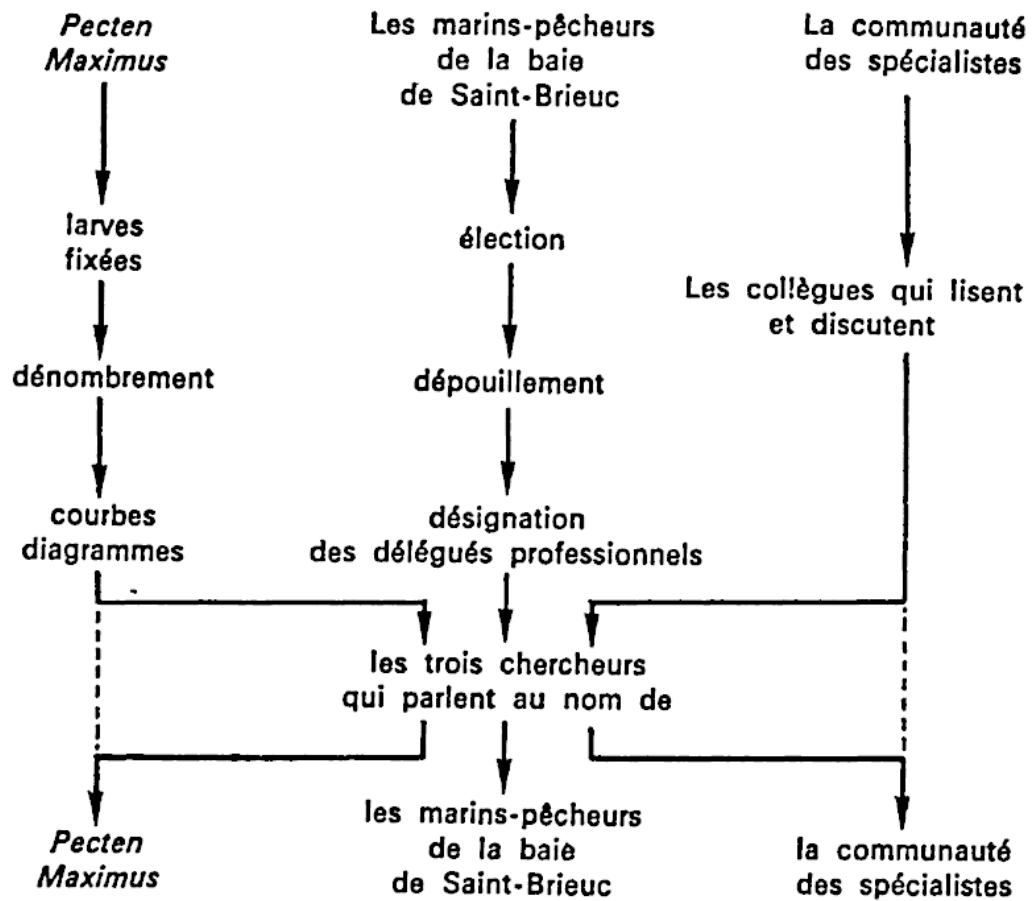 Pecten
Maximus
Les marins-pêcheurs
de la baie
de Saint-Brieuc
La communauté
des spécialistes
larves
fixées
élection
Les collègues qui lisent
et discutent
dénombrement
dépouillement
courbes
diagrammes
désignation
des délégués professionnels
les trois chercheurs
qui parlent au nom de
Pecten
Maximus
les marins-pêcheurs
de la baie
de Saint-Brieuc
la communauté
des spécialistes